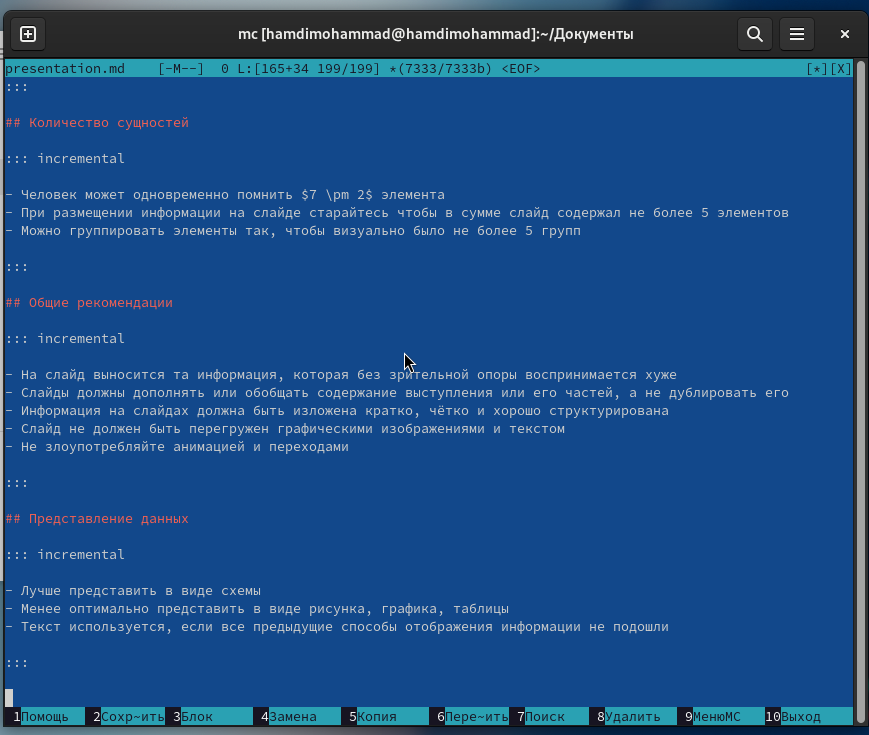 mc [hamdimohammad@hamdimohammad]:~/Документы
presentation.md [-M--] 0 L:[165+34 199/199] *(7333/7333b) <EOF> [*][X]
:::
## Количество сущностей
::: incremental
- Человек может одновременно помнить $7 \pm 2$ элемента
- При размещении информации на слайде старайтесь чтобы в сумме слайд содержал не более 5 элементов
- Можно группировать элементы так, чтобы визуально было не более 5 групп
:::
## Общие рекомендации
::: incremental
- На слайд выносится та информация, которая без зрительной опоры воспринимается хуже
- Слайды должны дополнять или обобщать содержание выступления или его частей, а не дублировать его
- Информация на слайдах должна быть изложена кратко, чётко и хорошо структурирована
- Слайд не должен быть перегружен графическими изображениями и текстом
- Не злоупотребляйте анимацией и переходами
:::
## Представление данных
::: incremental
- Лучше представить в виде схемы
- Менее оптимально представить в виде рисунка, графика, таблицы
- Текст используется, если все предыдущие способы отображения информации не подошли
:::
1Помощь 2Сохр~ить 3Блок 4Замена 5Копия 6Пере~ить 7Поиск 8Удалить 9МенюMC 10Выход